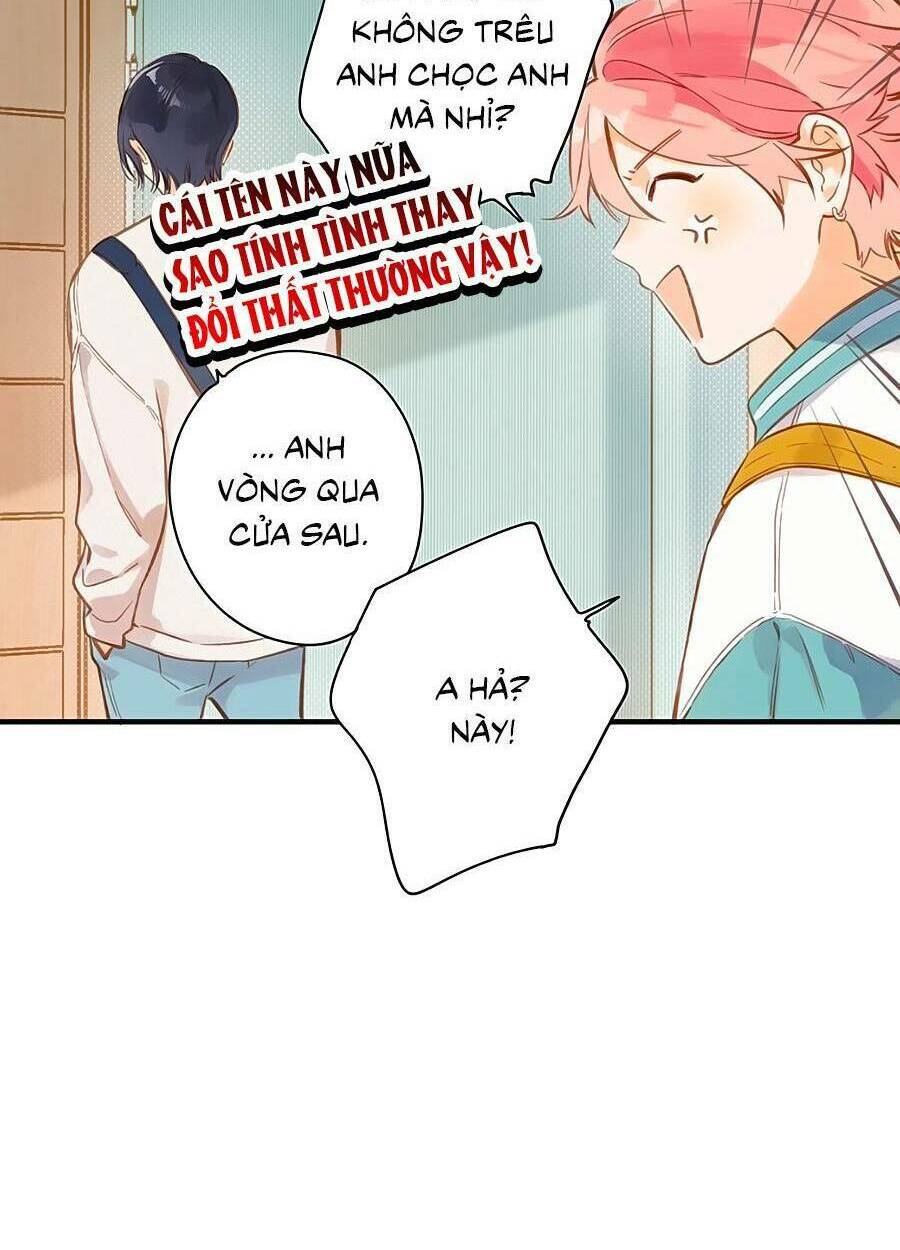 KHÔNG TRÊU
ANH CHỌC ANH
MÀ NHỈ?
CÁI TÊN NÀY NỮA
SAO TÍNH TÌNH THAY
ĐỔI THẤT THƯỜNG VẬY!
... ANH
VÒNG QUA
CỬA SAU.
A HẢ?
NÀY!